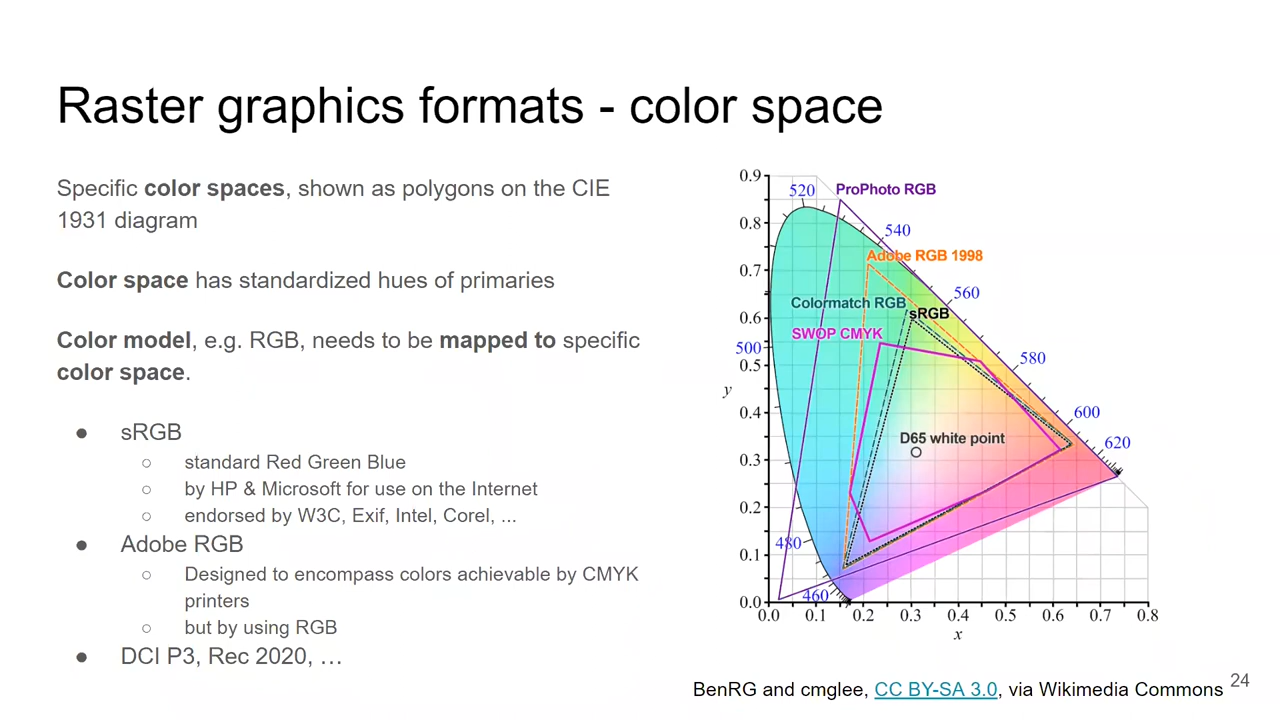 Raster graphics formats - color space
Specific color spaces, shown as polygons on the CIE
1931 diagram
Color space has standardized hues of primaries
Color model, e.g. RGB, needs to be mapped to specific
color space.
● sRGB
○ standard Red Green Blue
○ by HP & Microsoft for use on the Internet
○ endorsed by W3C, Exif, Intel, Corel, ...
● Adobe RGB
○ Designed to encompass colors achievable by CMYK
printers
○ but by using RGB
● DCI P3, Rec 2020, …
0.9
0.8
0.7
0.6
0.5
0.4
0.3
0.2
0.1
0.0
y
0.0 0.1 0.2 0.3 0.4 0.5 0.6 0.7 0.8
x
520
ProPhoto RGB
540
Adobe RGB 1998
560
Colormatch RGB
sRGB
SWOP CMYK
500
580
600
D65 white point
620
480
460
BenRG and cmglee, CC BY-SA 3.0, via Wikimedia Commons
24